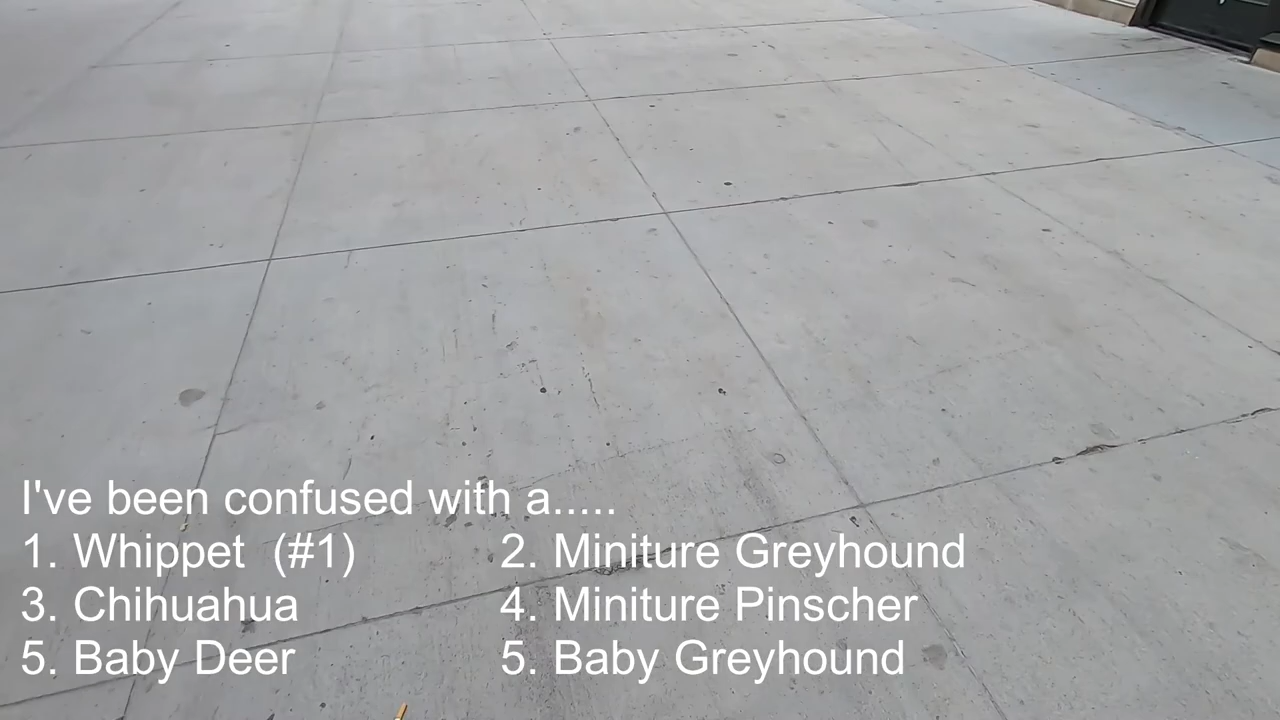 I've been confused with a.....
1. Whippet (#1) 2. Miniture Greyhound
3. Chihuahua 4. Miniture Pinscher
5. Baby Deer 5. Baby Greyhound